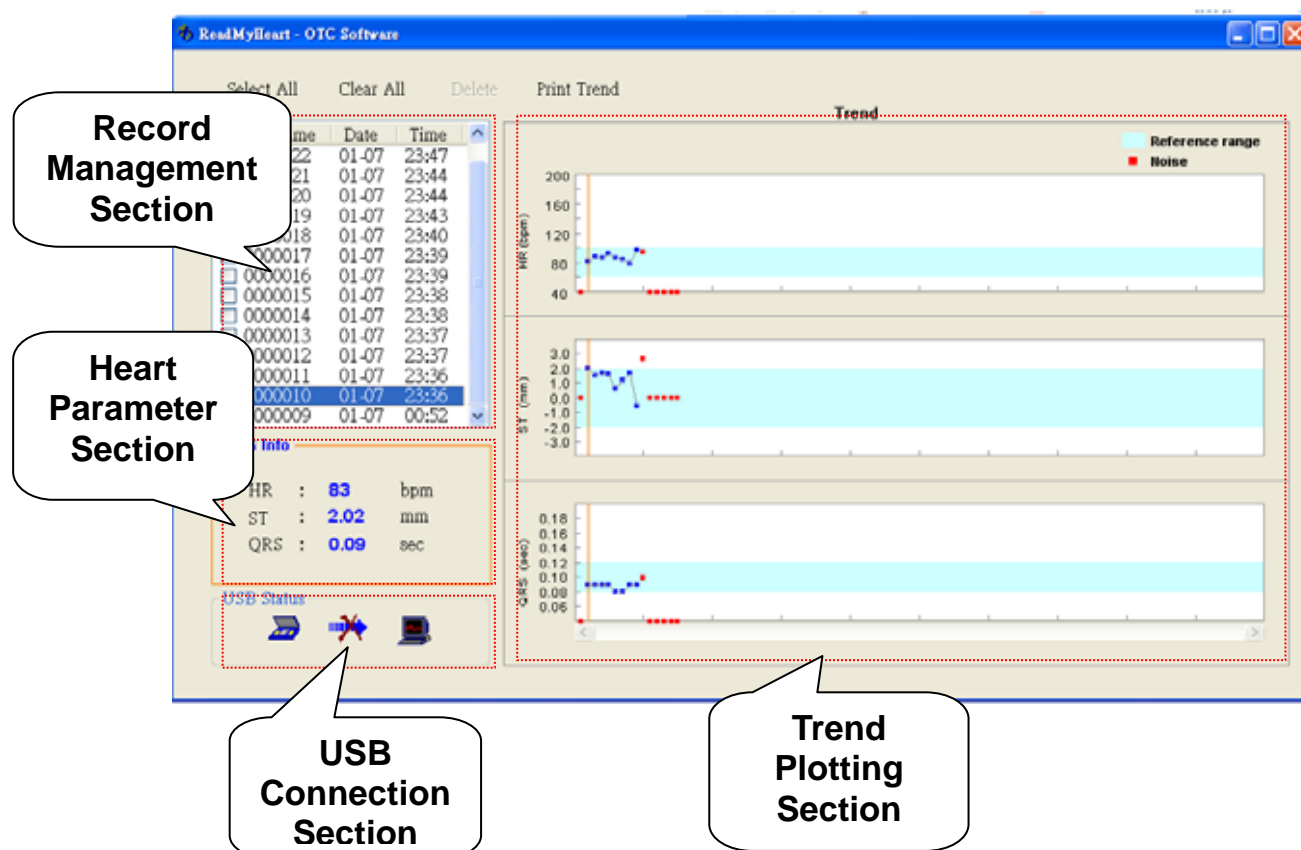 ReadMyHeart - OTC Software
Select All Clear All Delete Print Trend
Trend
Record
Management
Section
Date Time
22 01-07 23:47
21 01-07 23:44
20 01-07 23:44
19 01-07 23:43
018 01-07 23:40
0000017 01-07 23:39
0000016 01-07 23:39
0000015 01-07 23:38
0000014 01-07 23:38
0000013 01-07 23:37
000012 01-07 23:37
000011 01-07 23:36
000010 01-07 23:36
000009 01-07 00:52
Heart
Parameter
Section
Info
HR : 83 bpm
ST : 2.02 mm
QRS : 0.09 sec
USB Status
Reference range
Noise
HR (bpm)
200
160
120
80
40
ST (mm)
3.0
2.0
1.0
0.0
-1.0
-2.0
-3.0
QRS (sec)
0.18
0.16
0.14
0.12
0.10
0.08
0.06
USB
Connection
Section
Trend
Plotting
Section